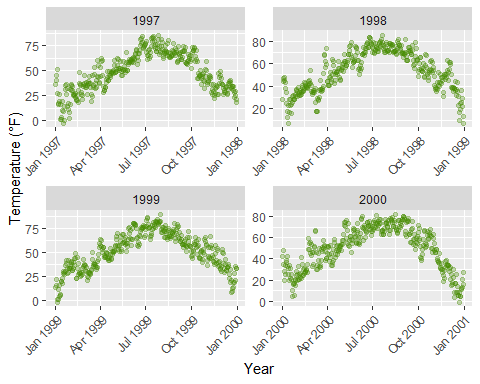 1997
1998
75
50
25
0
80
60
40
20
Jan 1997
Apr 1997
Jul 1997
Oct 1997
Jan 1998
Jan 1998
Apr 1998
Jul 1998
Oct 1998
Jan 1999
Temperature (°F)
1999
2000
75
50
25
0
80
60
40
20
0
Jan 1999
Apr 1999
Jul 1999
Oct 1999
Jan 2000
Jan 2000
Apr 2000
Jul 2000
Oct 2000
Jan 2001
Year